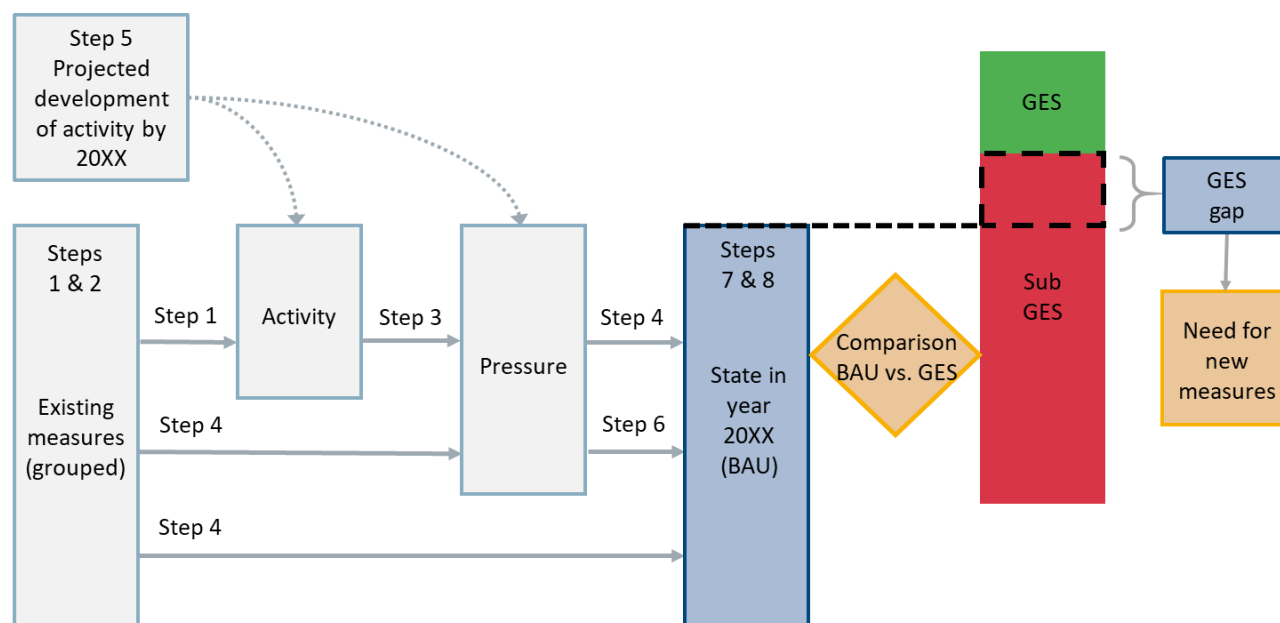 Step 5
Projected
development
of activity by
20XX
GES
GES
gap
Steps
1 & 2
Existing
measures
(grouped)
Step 1
Activity
Step 3
Pressure
Step 4
Step 4
Step 6
Step 4
Steps
7 & 8
State in
year
20XX
(BAU)
Comparison
BAU vs. GES
Sub
GES
Need for
new
measures